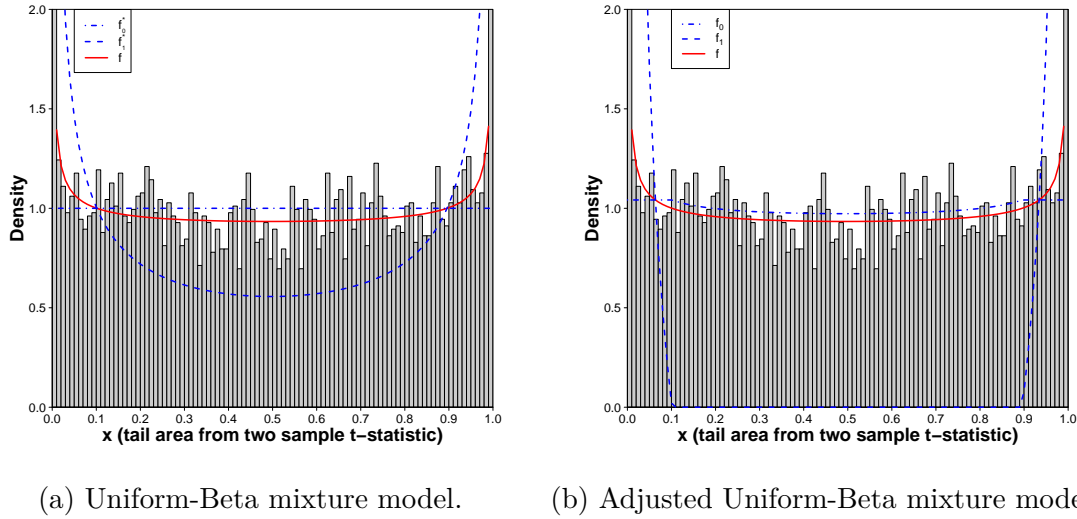 2.0
1.5
1.0
0.5
0.0
Density
f*0
f*1
f
0.0 0.1 0.2 0.3 0.4 0.5 0.6 0.7 0.8 0.9 1.0
x (tail area from two sample t−statistic)
(a) Uniform-Beta mixture model.
2.0
1.5
1.0
0.5
0.0
Density
f0
f1
f
0.0 0.1 0.2 0.3 0.4 0.5 0.6 0.7 0.8 0.9 1.0
x (tail area from two sample t−statistic)
(b) Adjusted Uniform-Beta mixture mode